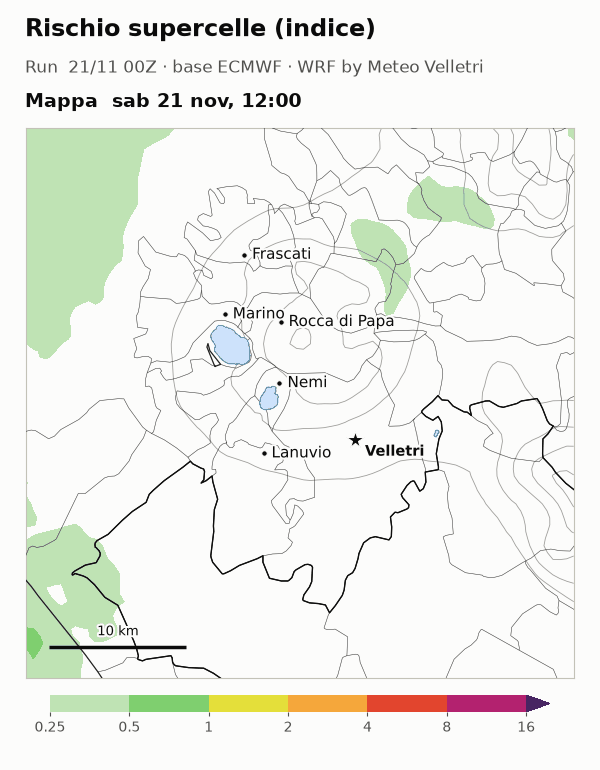 Rischio supercelle (indice)
Run  21/11 00Z · base ECMWF · WRF by Meteo Velletri
Mappa  sab 21 nov, 12:00
Frascati
Marino
Rocca di Papa
Nemi
Velletri
Lanuvio
10 km
0.25 0.5 1 2 4 8 16